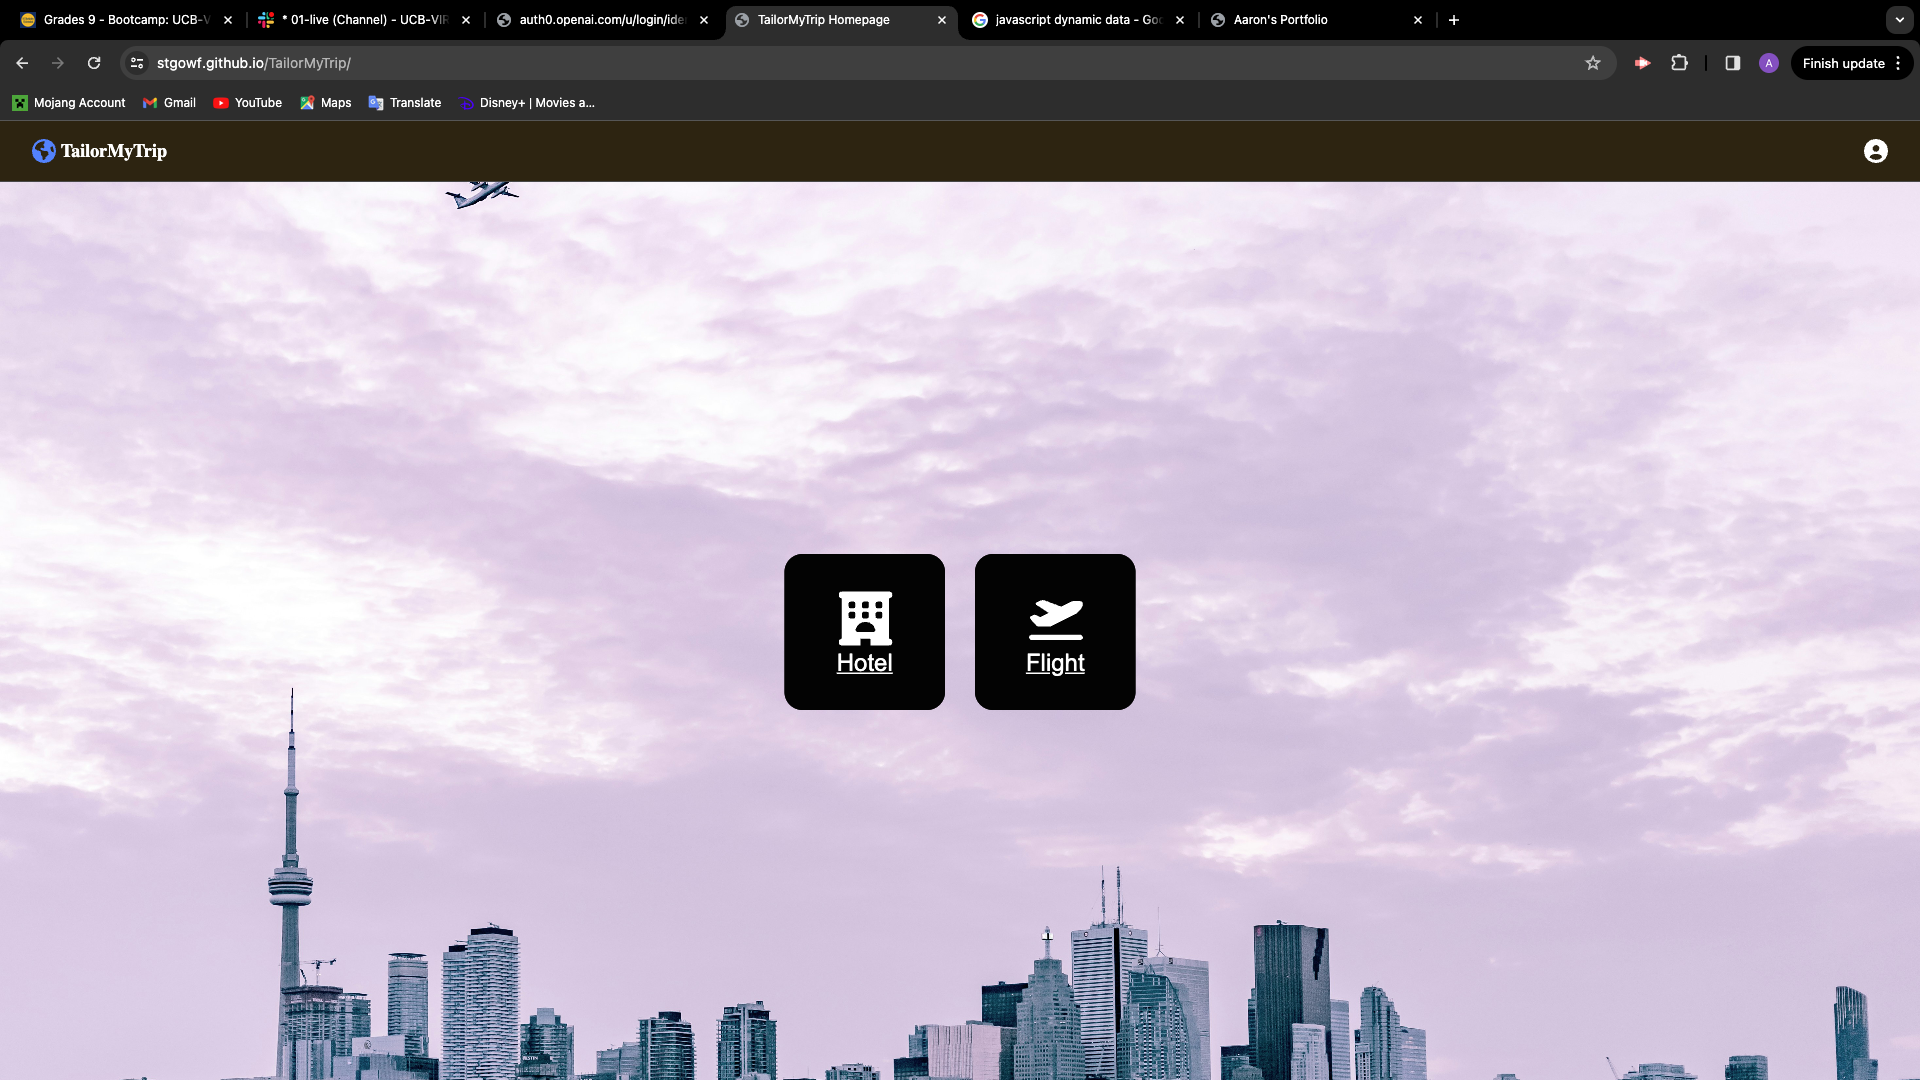 Grades 9 - Bootcamp: UCB-V
* 01-live (Channel) - UCB-VIR
auth0.openai.com/u/login/ide
TailorMyTrip Homepage
javascript dynamic data - Goo
Aaron's Portfolio
stgowf.github.io/TailorMyTrip/
A
Finish update
Mojang Account
Gmail
YouTube
Maps
Translate
Disney+ | Movies a...
TailorMyTrip
Hotel
Flight